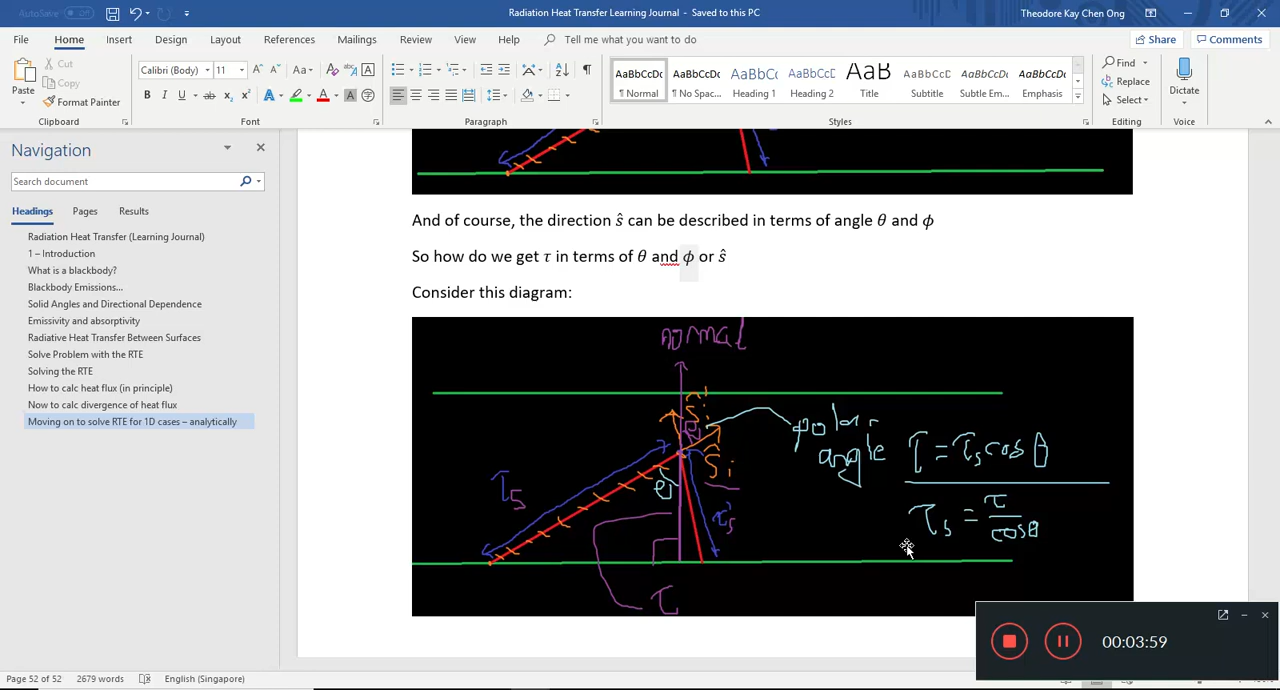 AutoSave Off
Radiation Heat Transfer Learning Journal - Saved to this PC
Theodore Kay Chen Ong
File Home Insert Design Layout References Mailings Review View Help Tell me what you want to do Share Comments
Paste
Cut
Copy
Format Painter
Calibri (Body) 11
Clipboard Font Paragraph Styles Editing Voice
AaBbCcDc AaBbCcDc AaBbCc AaBbCcD AaB AaBbCcD AaBbCcDc AaBbCcDc
¶ Normal ¶ No Spac... Heading 1 Heading 2 Title Subtitle Subtle Em... Emphasis
Find
Replace
Select
Dictate
Navigation
Search document
Headings Pages Results
Radiation Heat Transfer (Learning Journal)
1 – Introduction
What is a blackbody?
Blackbody Emissions...
Solid Angles and Directional Dependence
Emissivity and absorptivity
Radiative Heat Transfer Between Surfaces
Solve Problem with the RTE
Solving the RTE
How to calc heat flux (in principle)
Now to calc divergence of heat flux
Moving on to solve RTE for 1D cases – analytically
And of course, the direction ŝ can be described in terms of angle θ and ϕ
So how do we get τ in terms of θ and ϕ or ŝ
Consider this diagram:
normal
polar
angle
τ = τs cos θ
τs = τ / cos θ
τs
θ
ŝi
τs
τ
00:03:59
Page 52 of 52 2679 words English (Singapore)